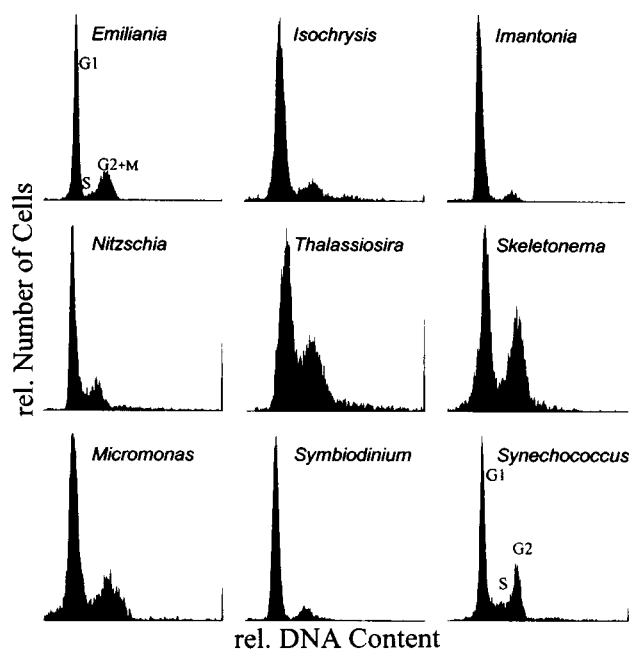 Emiliania
Isochrysis
Imantonia
G1
S
G2+M
Nitzschia
Thalassiosira
Skeletonema
Micromonas
Symbiodinium
Synechococcus
G1
G2
S
rel. Number of Cells
rel. DNA Content